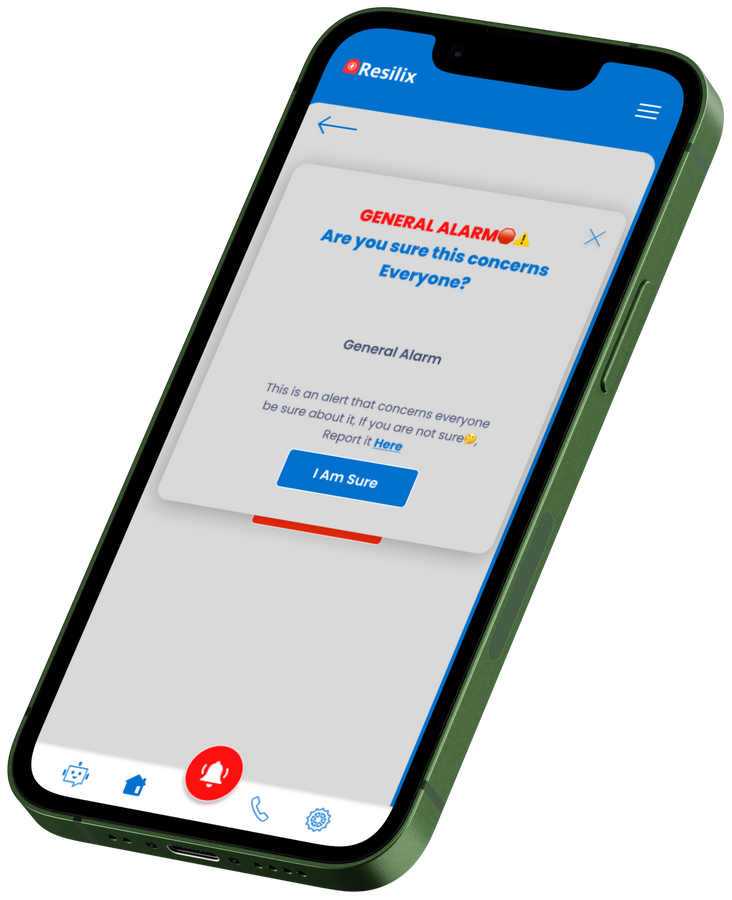 🚨Resilix
GENERAL ALARM🛑⚠️
Are you sure this concerns
Everyone?
General Alarm
This is an alert that concerns everyone
be sure about it, If you are not sure🤔,
Report it Here
I Am Sure